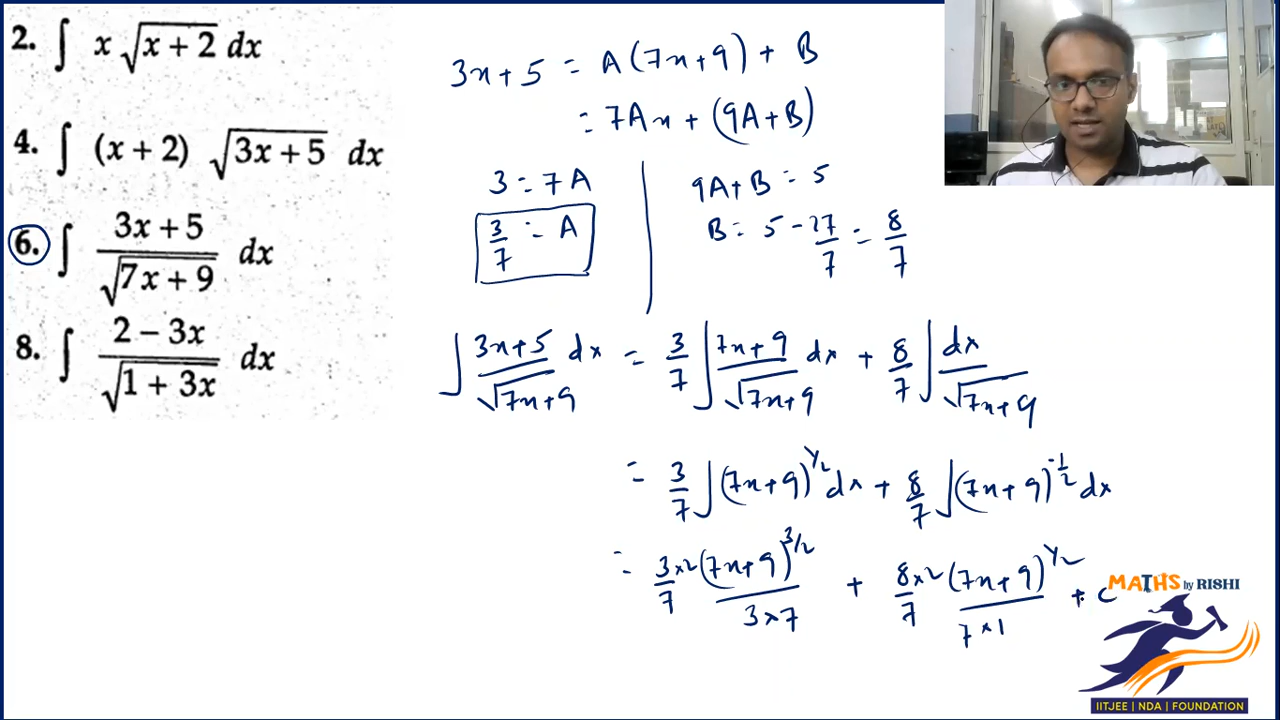 2. ∫ x √(x + 2) dx
4. ∫ (x + 2) √(3x + 5) dx
6. ∫ (3x + 5)/√(7x + 9) dx
8. ∫ (2 − 3x)/√(1 + 3x) dx
3x+5 = A(7x+9) + B
= 7Ax + (9A+B)
3 = 7A
3/7 = A
9A+B = 5
B = 5 - 27/7 = 8/7
∫ (3x+5)/√(7x+9) dx = 3/7 ∫ (7x+9)/√(7x+9) dx + 8/7 ∫ dx/√(7x+9)
= 3/7 ∫ (7x+9)^(1/2) dx + 8/7 ∫ (7x+9)^(-1/2) dx
= 3/7 × 2 (7x+9)^(3/2) / (3×7) + 8/7 × 2 (7x+9)^(1/2) / (7×1) + c
MATHS by RISHI
IITJEE | NDA | FOUNDATION